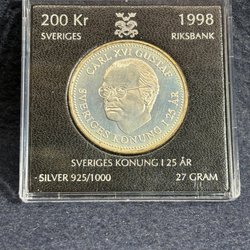 200 Kr 1998
SVERIGES RIKSBANK
CARL XVI GUSTAF
SVERIGES KONUNG I 25 ÅR
SVERIGES KONUNG I 25 ÅR
SILVER 925/1000 27 GRAM